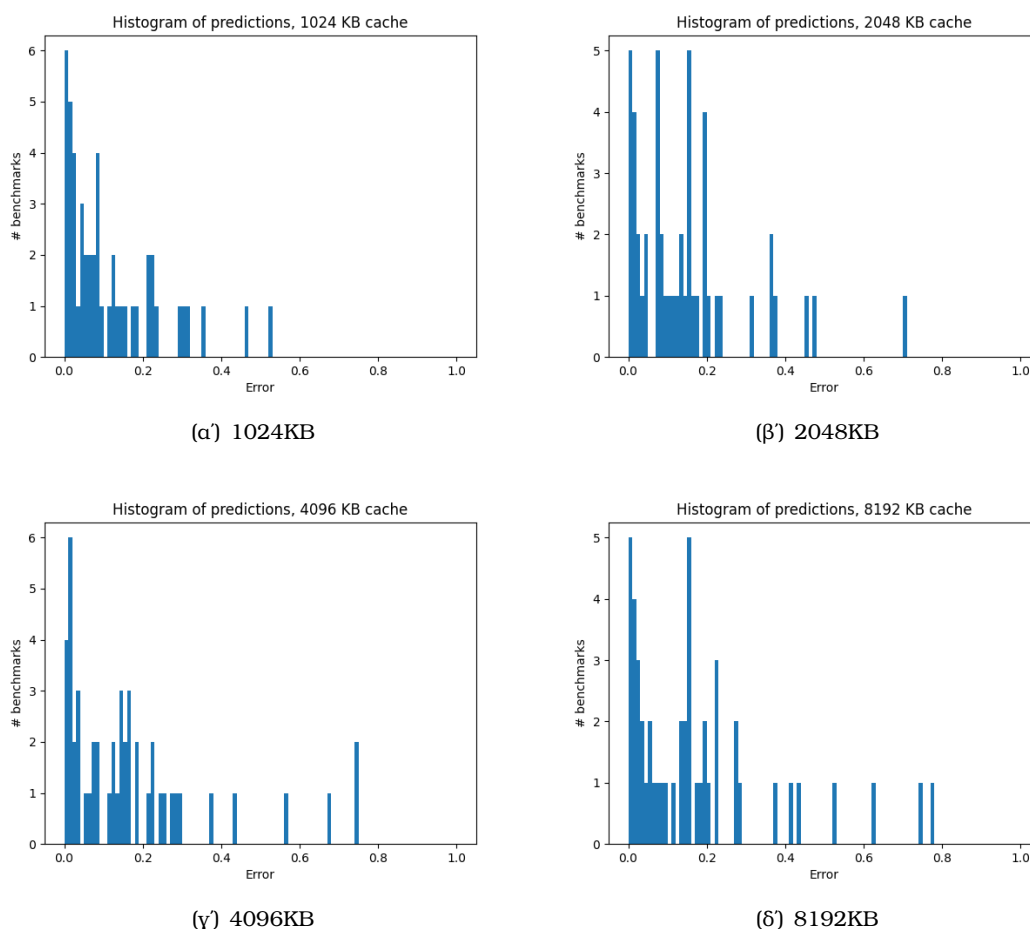 Histogram of predictions, 1024 KB cache
# benchmarks
6
5
4
3
2
1
0
0.0 0.2 0.4 0.6 0.8 1.0
Error
(α') 1024KB
Histogram of predictions, 2048 KB cache
# benchmarks
5
4
3
2
1
0
0.0 0.2 0.4 0.6 0.8 1.0
Error
(β') 2048KB
Histogram of predictions, 4096 KB cache
# benchmarks
6
5
4
3
2
1
0
0.0 0.2 0.4 0.6 0.8 1.0
Error
(γ') 4096KB
Histogram of predictions, 8192 KB cache
# benchmarks
5
4
3
2
1
0
0.0 0.2 0.4 0.6 0.8 1.0
Error
(δ') 8192KB